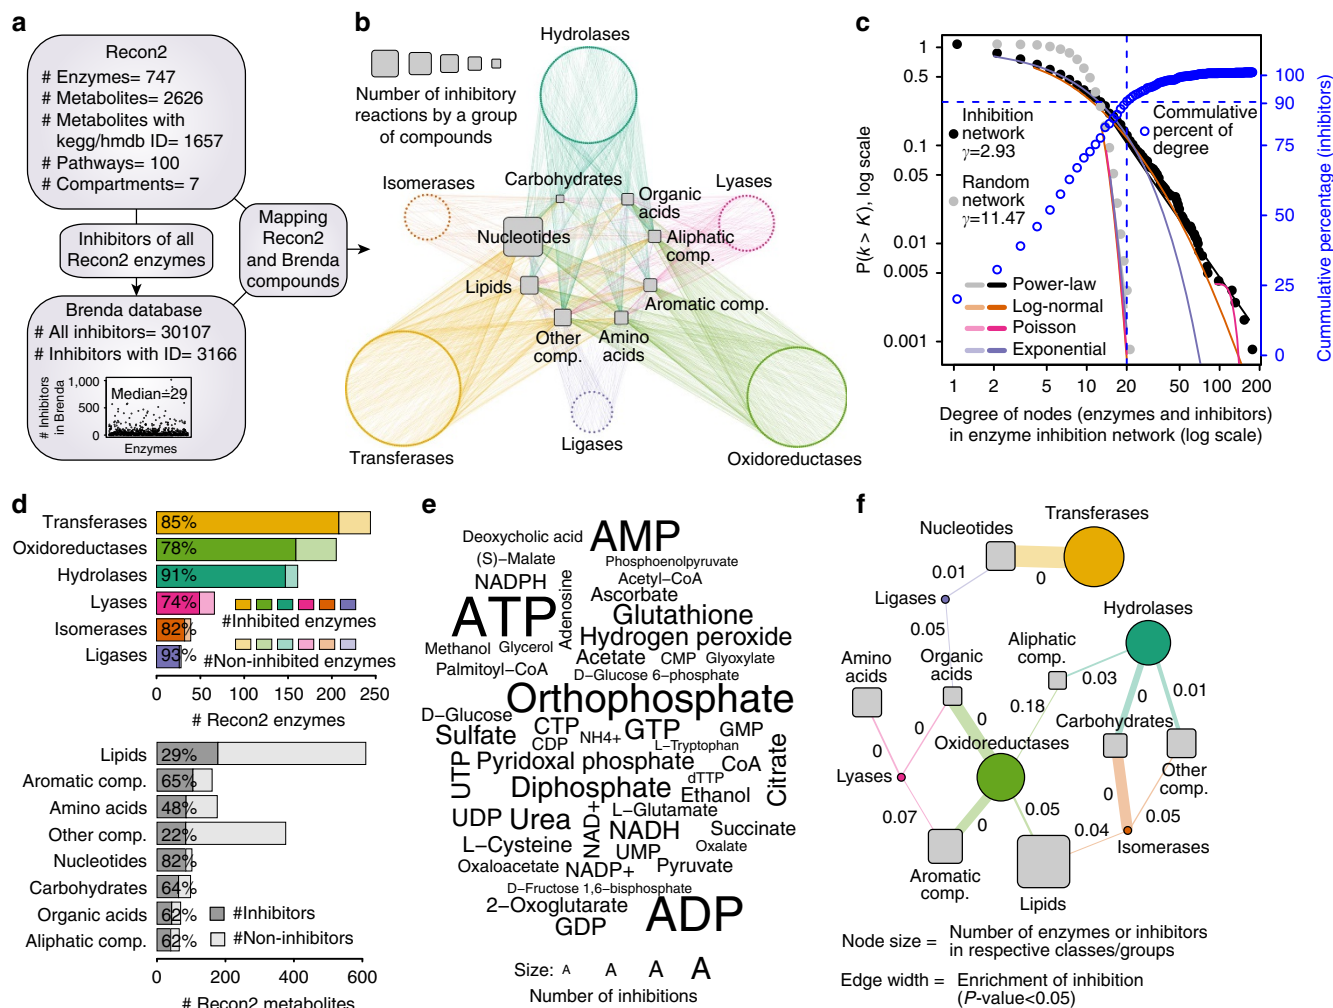 a
Recon2
# Enzymes= 747
# Metabolites= 2626
# Metabolites with
kegg/hmdb ID= 1657
# Pathways= 100
# Compartments= 7
Inhibitors of all
Recon2 enzymes
Mapping
Recon2
and Brenda
compounds
Brenda database
# All inhibitors= 30107
# Inhibitors with ID= 3166
# Inhibitors
in Brenda
1,000
500
0
Median=29
Enzymes
b
Number of inhibitory
reactions by a group
of compounds
Hydrolases
Isomerases
Carbohydrates
Organic
acids
Lyases
Nucleotides
Aliphatic
comp.
Lipids
Aromatic comp.
Other
comp.
Amino
acids
Transferases
Ligases
Oxidoreductases
c
P(k > K), log scale
1
0.5
0.1
0.05
0.01
0.005
0.001
Inhibition
network
γ=2.93
Random
network
γ=11.47
Commulative
percent of
degree
Power-law
Log-normal
Poisson
Exponential
100
90
75
50
25
0
Cummulative percentage (inhibitors)
1 2 5 10 20 50 100 200
Degree of nodes (enzymes and inhibitors)
in enzyme inhibition network (log scale)
d
Transferases 85%
Oxidoreductases 78%
Hydrolases 91%
Lyases 74%
Isomerases 82%
Ligases 93%
#Inhibited enzymes
#Non-inhibited enzymes
0 50 100 150 200 250
# Recon2 enzymes
Lipids 29%
Aromatic comp. 65%
Amino acids 48%
Other comp. 22%
Nucleotides 82%
Carbohydrates 64%
Organic acids 62%
Aliphatic comp. 62%
#Inhibitors
#Non-inhibitors
0 200 400 600
# Recon2 metabolites
e
Deoxycholic acid
AMP
(S)−Malate
Phosphoenolpyruvate
NADPH
Acetyl−CoA
Adenosine
Ascorbate
ATP
Glutathione
Hydrogen peroxide
Methanol Glycerol
Acetate CMP Glyoxylate
Palmitoyl−CoA
D−Glucose 6−phosphate
Orthophosphate
D−Glucose
CTP
GTP
GMP
Sulfate
CDP
NH4+
L−Tryptophan
Citrate
UTP
Pyridoxal phosphate
CoA
Diphosphate
dTTP
Ethanol
UDP Urea
NAD+
L−Glutamate
NADH
Succinate
L−Cysteine
UMP
Oxalate
Oxaloacetate
NADP+
Pyruvate
D−Fructose 1,6−bisphosphate
2−Oxoglutarate
ADP
GDP
Size: A A A A
Number of inhibitions
f
Transferases
Nucleotides
0
0.01
Ligases
0.05
Hydrolases
Aliphatic
comp.
0.03
0
0.01
Amino
acids
Organic
acids
0.18
Carbohydrates
0
0
Oxidoreductases
Other
comp.
Lyases
0
0.05
0.07
0
0.05
0.04
Isomerases
Aromatic
comp.
Lipids
Node size = Number of enzymes or inhibitors
in respective classes/groups
Edge width = Enrichment of inhibition
(P-value<0.05)